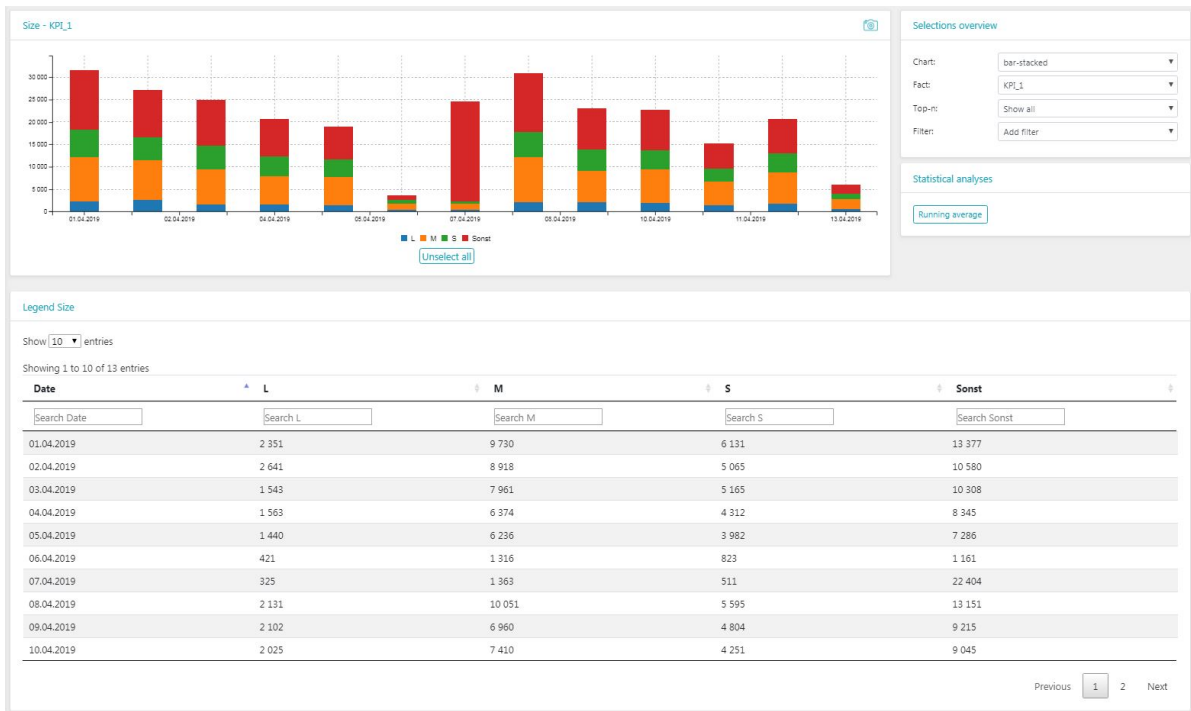 Size - KPI_1
30 000
25 000
20 000
15 000
10 000
5 000
0
01.04.2019 02.04.2019 04.04.2019 05.04.2019 07.04.2019 08.04.2019 10.04.2019 11.04.2019 13.04.2019
L M S Sonst
Unselect all
Selections overview
Chart: bar-stacked
Fact: KPI_1
Top-n: Show all
Filter: Add filter
Statistical analyses
Running average
Legend Size
Show 10 entries
Showing 1 to 10 of 13 entries
Date L M S Sonst
Search Date Search L Search M Search S Search Sonst
01.04.2019 2 351 9 730 6 131 13 377
02.04.2019 2 641 8 918 5 065 10 580
03.04.2019 1 543 7 961 5 165 10 308
04.04.2019 1 563 6 374 4 312 8 345
05.04.2019 1 440 6 236 3 982 7 286
06.04.2019 421 1 316 823 1 161
07.04.2019 325 1 363 511 22 404
08.04.2019 2 131 10 051 5 595 13 151
09.04.2019 2 102 6 960 4 804 9 215
10.04.2019 2 025 7 410 4 251 9 045
Previous 1 2 Next